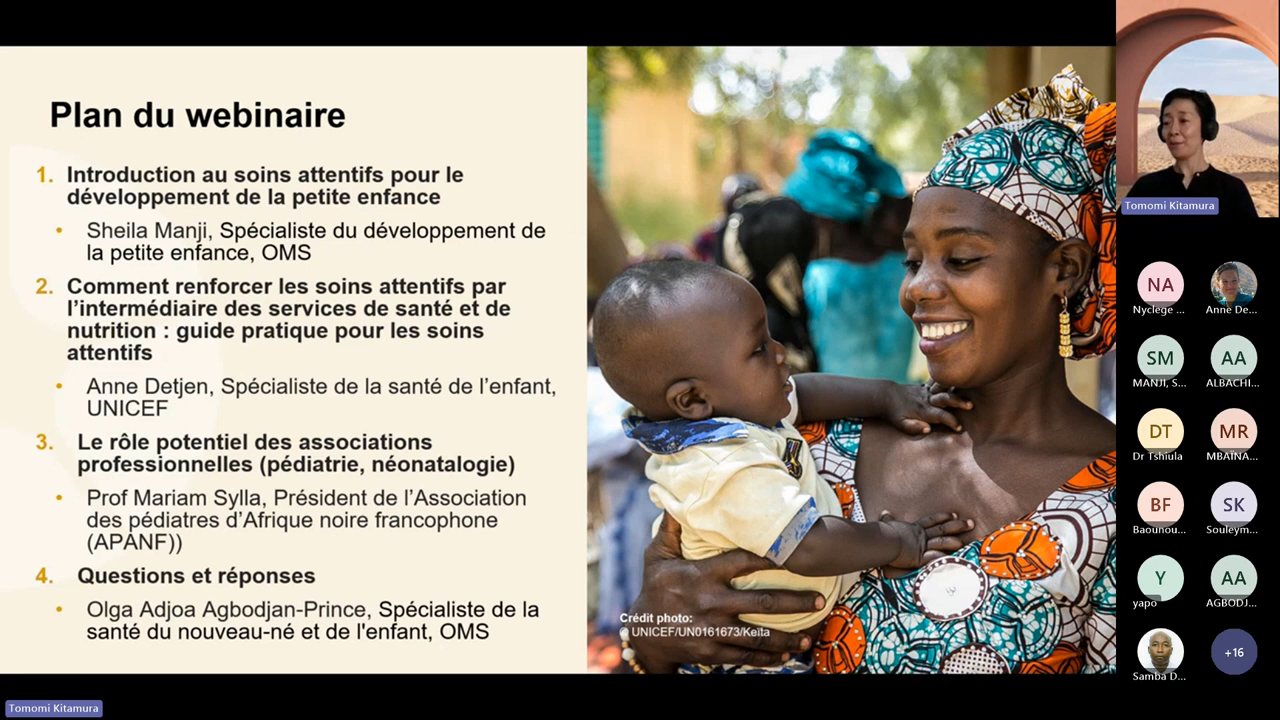 Plan du webinaire
1. Introduction au soins attentifs pour le
développement de la petite enfance
• Sheila Manji, Spécialiste du développement de
la petite enfance, OMS
2. Comment renforcer les soins attentifs par
l’intermédiaire des services de santé et de
nutrition : guide pratique pour les soins
attentifs
• Anne Detjen, Spécialiste de la santé de l’enfant,
UNICEF
3. Le rôle potentiel des associations
professionnelles (pédiatrie, néonatalogie)
• Prof Mariam Sylla, Président de l’Association
des pédiatres d’Afrique noire francophone
(APANF))
4. Questions et réponses
• Olga Adjoa Agbodjan-Prince, Spécialiste de la
santé du nouveau-né et de l'enfant, OMS
Crédit photo:
© UNICEF/UN0161673/Keïta
Tomomi Kitamura
NA
Nyclège ...
Anne De...
SM
MANJI, S...
AA
ALBACHI...
DT
Dr Tshiula
MR
MBAÏNA...
BF
Baounou...
SK
Souleym...
Y
yapo
AA
AGBODJ...
Samba D...
+16
Tomomi Kitamura